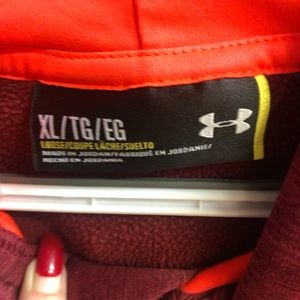 XL/TG/EG
LOOSE/COUPE LÂCHE/SUELTO
MADE IN JORDAN/FABRIQUÉ EN JORDANIE/
HECHO EN JORDANIA